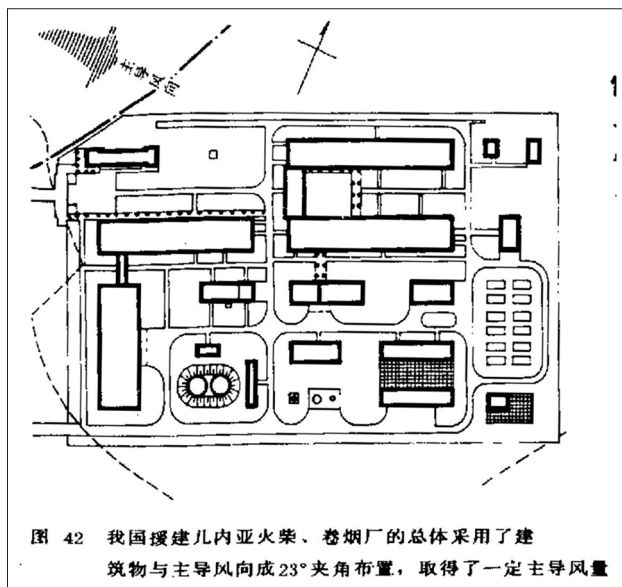 主导风向
图 42 我国援建几内亚火柴、卷烟厂的总体采用了建
筑物与主导风向成23°夹角布置，取得了一定主导风量